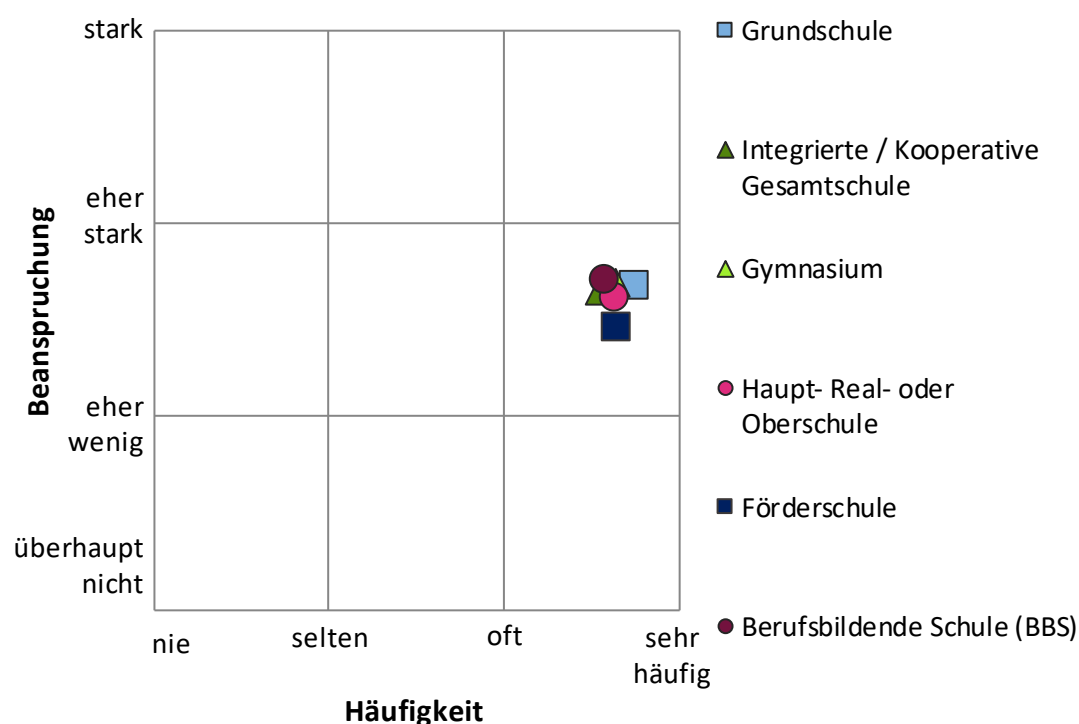 stark
eher
stark
eher
wenig
überhaupt
nicht
Beanspruchung
nie
selten
oft
sehr
häufig
Häufigkeit
Grundschule
Integrierte / Kooperative
Gesamtschule
Gymnasium
Haupt- Real- oder
Oberschule
Förderschule
Berufsbildende Schule (BBS)